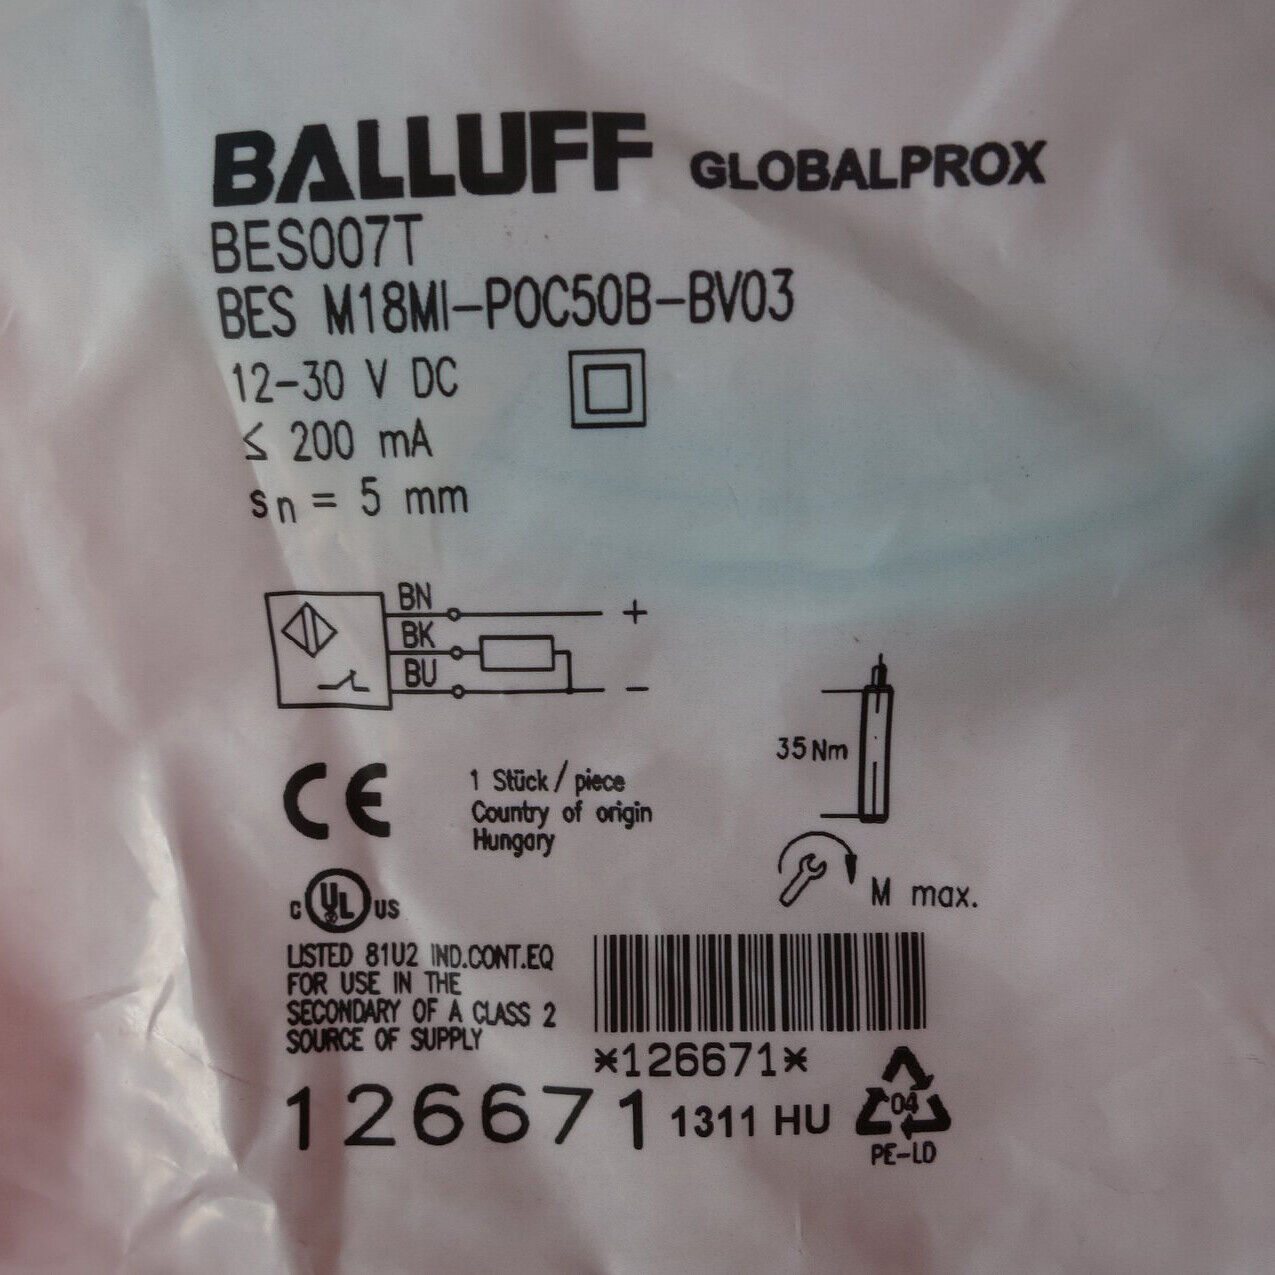 BALLUFF GLOBALPROX
BES007T
BES M18MI-POC50B-BV03
12-30 V DC
≤ 200 mA
sn = 5 mm
BN +
BK
BU -
35 Nm
CE
1 Stück / piece
Country of origin
Hungary
M max.
c UL US
LISTED 81U2 IND.CONT.EQ
FOR USE IN THE
SECONDARY OF A CLASS 2
SOURCE OF SUPPLY
*126671*
126671 1311 HU
04
PE-LD